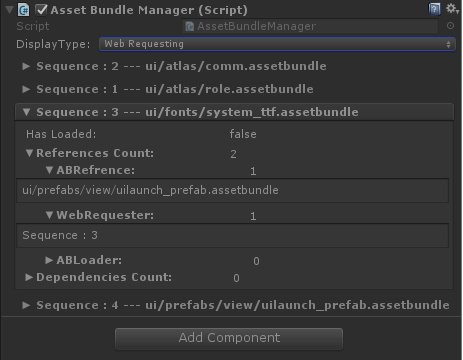 Asset Bundle Manager (Script)
Script AssetBundleManager
DisplayType: Web Requesting
Sequence : 2 --- ui/atlas/comm.assetbundle
Sequence : 1 --- ui/atlas/role.assetbundle
Sequence : 3 --- ui/fonts/system_ttf.assetbundle
Has Loaded: false
References Count: 2
ABRefrence: 1
ui/prefabs/view/uilaunch_prefab.assetbundle
WebRequester: 1
Sequence : 3
ABLoader: 0
Dependencies Count: 0
Sequence : 4 --- ui/prefabs/view/uilaunch_prefab.assetbundle
Add Component